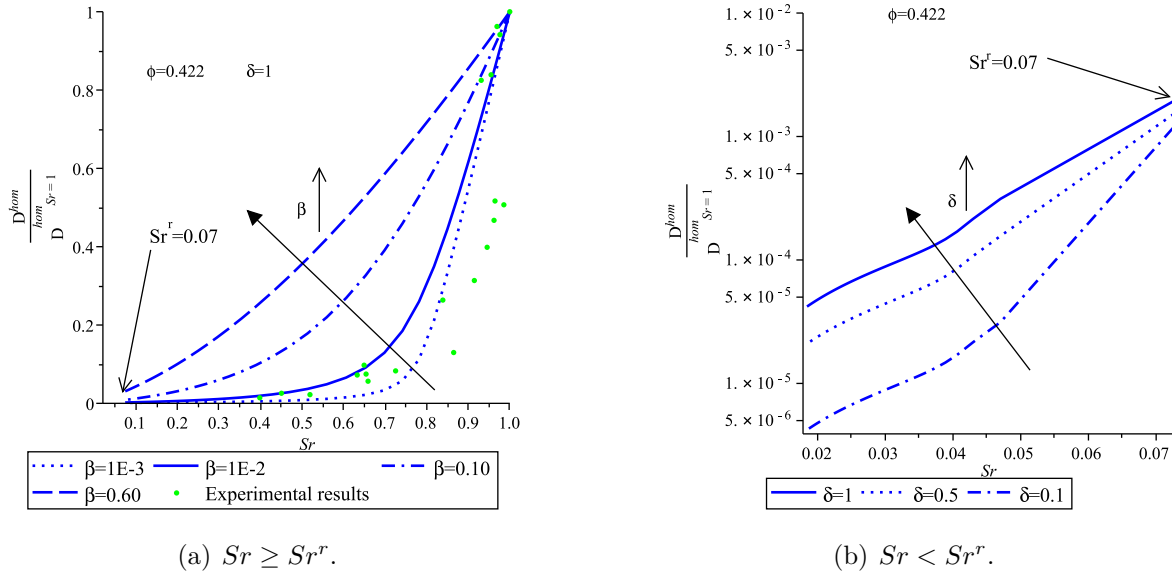 1.0
0.8
0.6
0.4
0.2
0
D^hom
D^hom Sr = 1
ϕ=0.422 δ=1
β
Sr^r=0.07
0.1 0.2 0.3 0.4 0.5 0.6 0.7 0.8 0.9 1.0
Sr
β=1E-3 β=1E-2 β=0.10
β=0.60 Experimental results
(a) Sr ≥ Sr^r.
1. × 10^-2
5. × 10^-3
1. × 10^-3
5. × 10^-4
1. × 10^-4
5. × 10^-5
1. × 10^-5
5. × 10^-6
D^hom
D^hom Sr = 1
ϕ=0.422
Sr^r=0.07
δ
0.02 0.03 0.04 0.05 0.06 0.07
Sr
δ=1 δ=0.5 δ=0.1
(b) Sr < Sr^r.